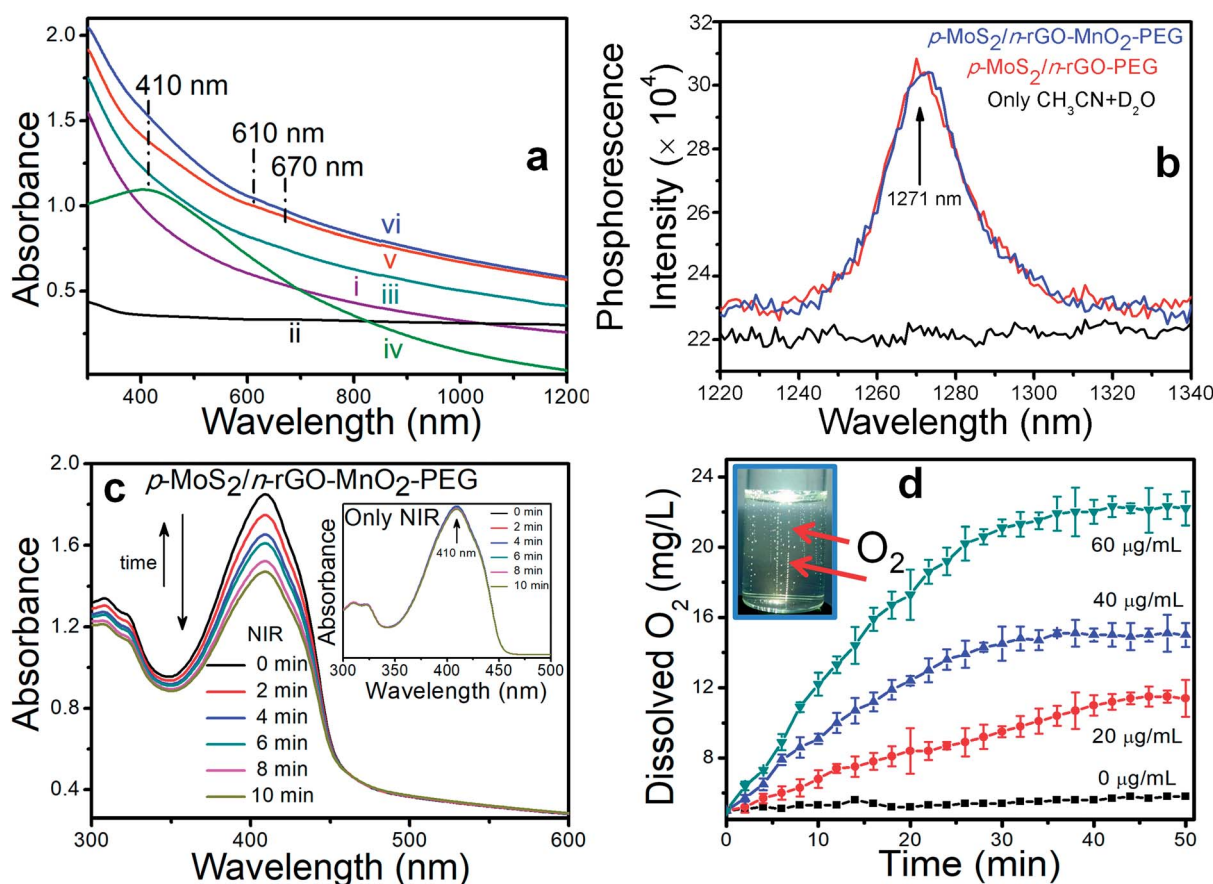 a
2.0
1.5
1.0
0.5
Absorbance
410 nm
610 nm
670 nm
vi
v
i
iii
ii
iv
400 600 800 1000 1200
Wavelength (nm)
b
p-MoS₂/n-rGO-MnO₂-PEG
p-MoS₂/n-rGO-PEG
Only CH₃CN+D₂O
Phosphorescence
Intensity (× 10⁴)
32
30
28
26
24
22
1271 nm
1220 1240 1260 1280 1300 1320 1340
Wavelength (nm)
c
p-MoS₂/n-rGO-MnO₂-PEG
2.0
1.6
1.2
0.8
0.4
Absorbance
time
NIR
0 min
2 min
4 min
6 min
8 min
10 min
Only NIR
410 nm
0 min
2 min
4 min
6 min
8 min
10 min
Absorbance
300 350 400 450 500
Wavelength (nm)
300 400 500 600
Wavelength (nm)
d
24
20
16
12
8
Dissolved O₂ (mg/L)
O₂
60 μg/mL
40 μg/mL
20 μg/mL
0 μg/mL
0 10 20 30 40 50
Time (min)